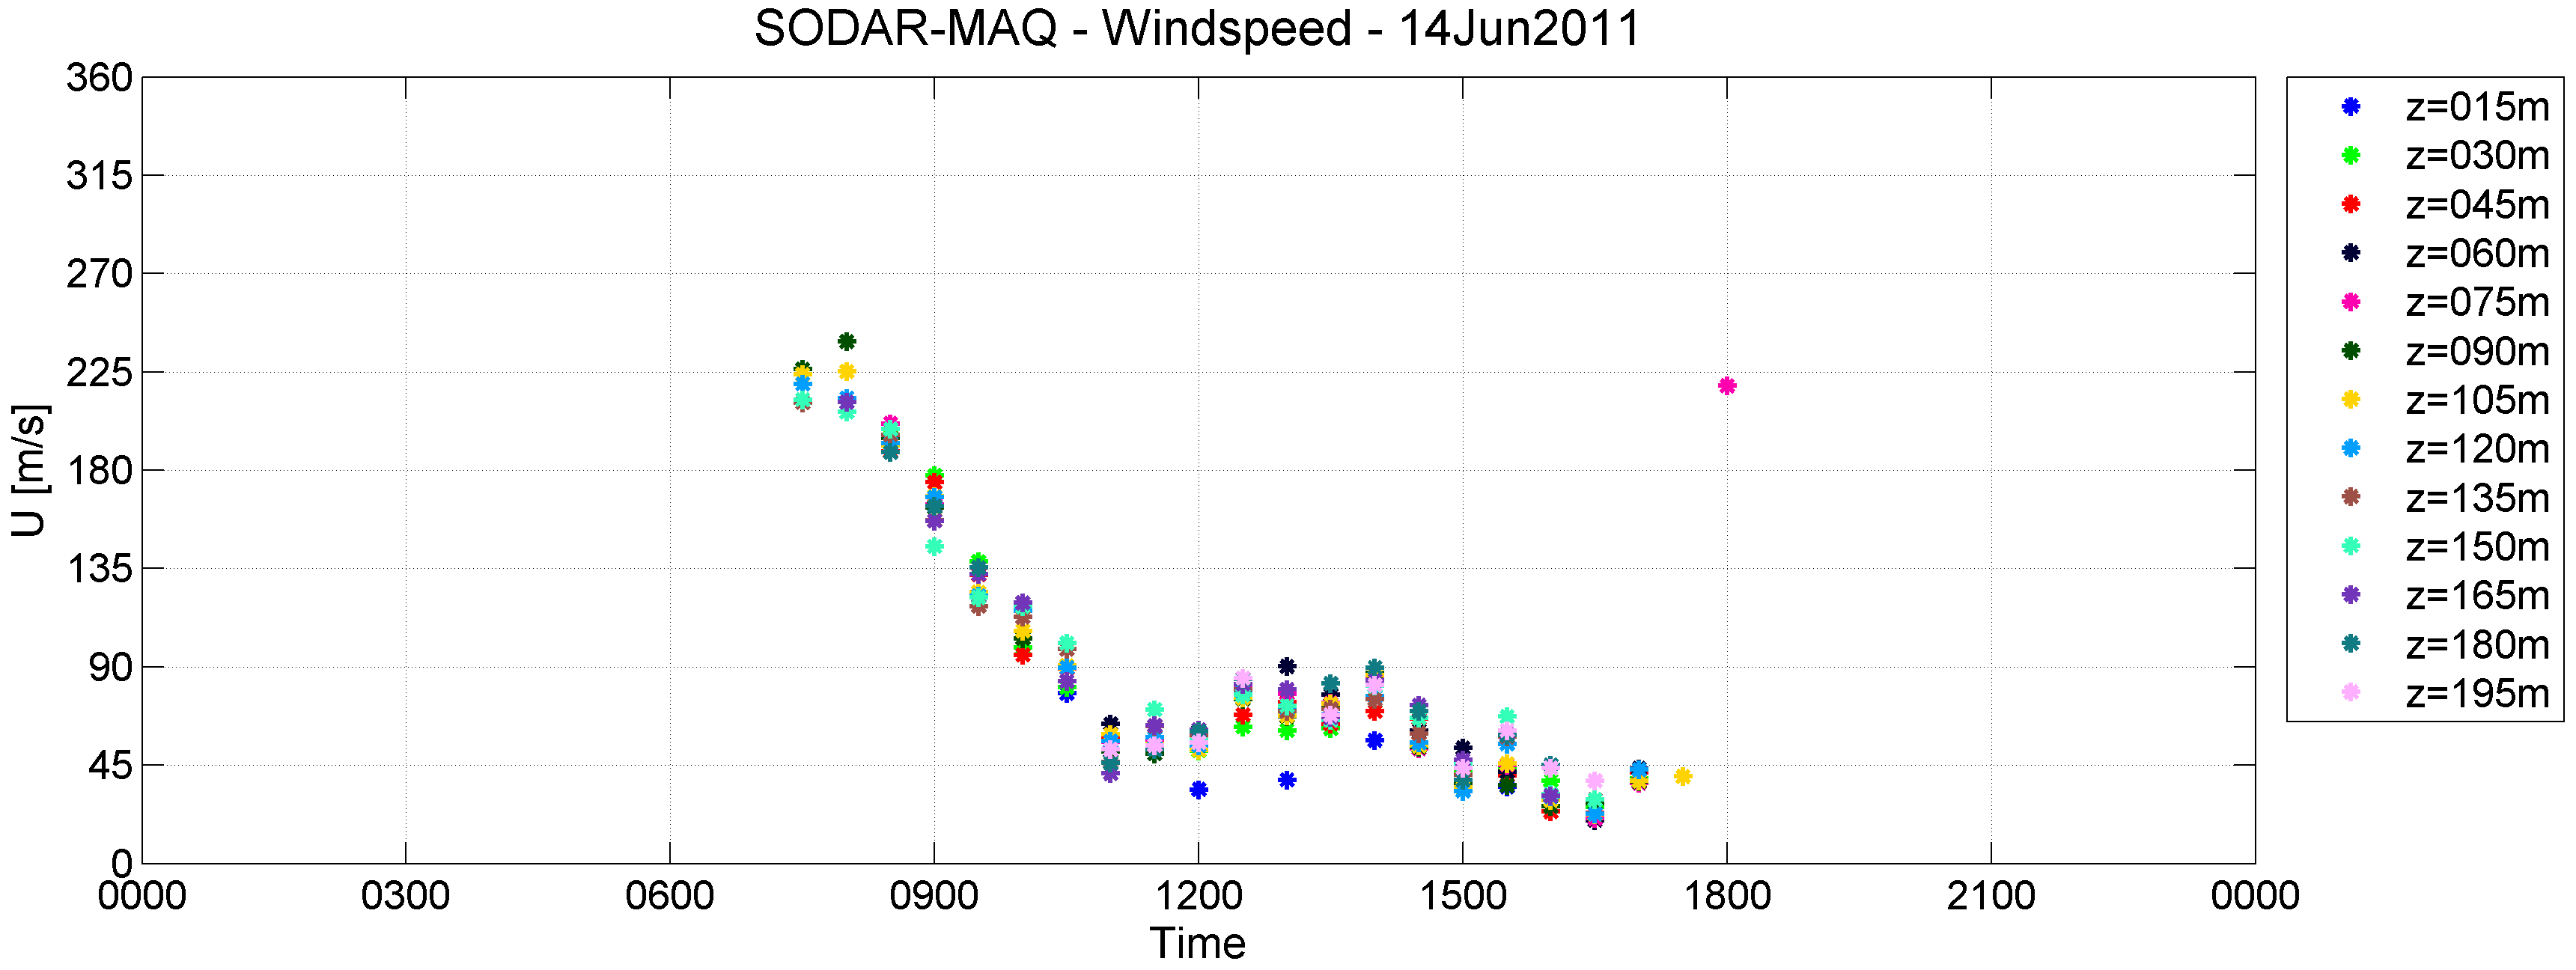 SODAR-MAQ - Windspeed - 14Jun2011
360
315
270
225
180
135
90
45
0
U [m/s]
0000 0300 0600 0900 1200 1500 1800 2100 0000
Time
z=015m
z=030m
z=045m
z=060m
z=075m
z=090m
z=105m
z=120m
z=135m
z=150m
z=165m
z=180m
z=195m